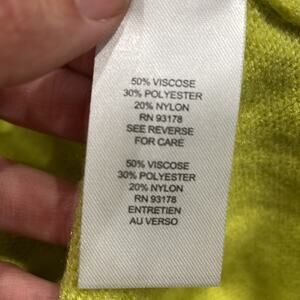 50% VISCOSE
30% POLYESTER
20% NYLON
RN 93178
SEE REVERSE
FOR CARE
50% VISCOSE
30% POLYESTER
20% NYLON
RN 93178
ENTRETIEN
AU VERSO